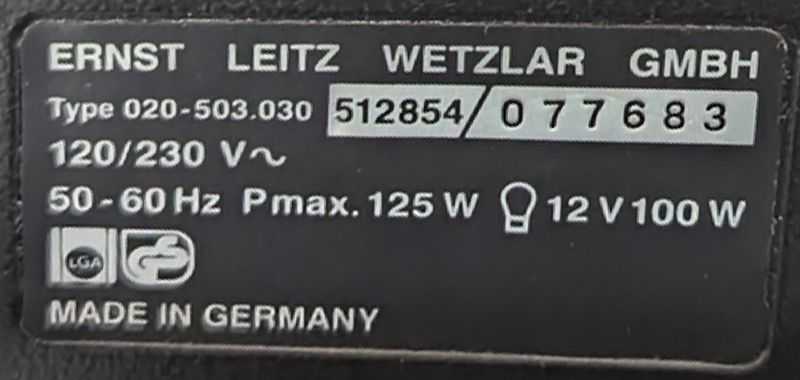 ERNST LEITZ WETZLAR GMBH
Type 020-503.030 512854/077683
120/230 V~
50-60 Hz Pmax. 125 W 12 V 100 W
LGA GS
MADE IN GERMANY